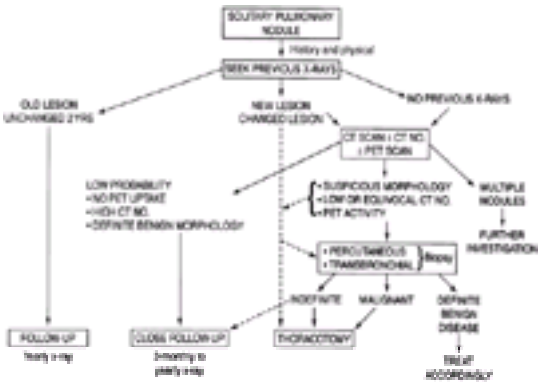 SOLITARY PULMONARY
NODULE
History and physical
SEEK PREVIOUS X-RAYS
OLD LESION
UNCHANGED 2 YRS
NEW LESION
CHANGED LESION
NO PREVIOUS X-RAYS
CT SCAN ± CT NO.
± PET SCAN
LOW PROBABILITY
• NO PET UPTAKE
• HIGH CT NO.
• DEFINITE BENIGN MORPHOLOGY
• SUSPICIOUS MORPHOLOGY
• LOW OR EQUIVOCAL CT NO.
• PET ACTIVITY
MULTIPLE
NODULES
FURTHER
INVESTIGATION
• PERCUTANEOUS
• TRANSBRONCHIAL
Biopsy
INDEFINITE
MALIGNANT
DEFINITE
BENIGN
DISEASE
FOLLOW-UP
Yearly x-ray
CLOSE FOLLOW-UP
3-monthly to
yearly x-ray
THORACOTOMY
TREAT
ACCORDINGLY